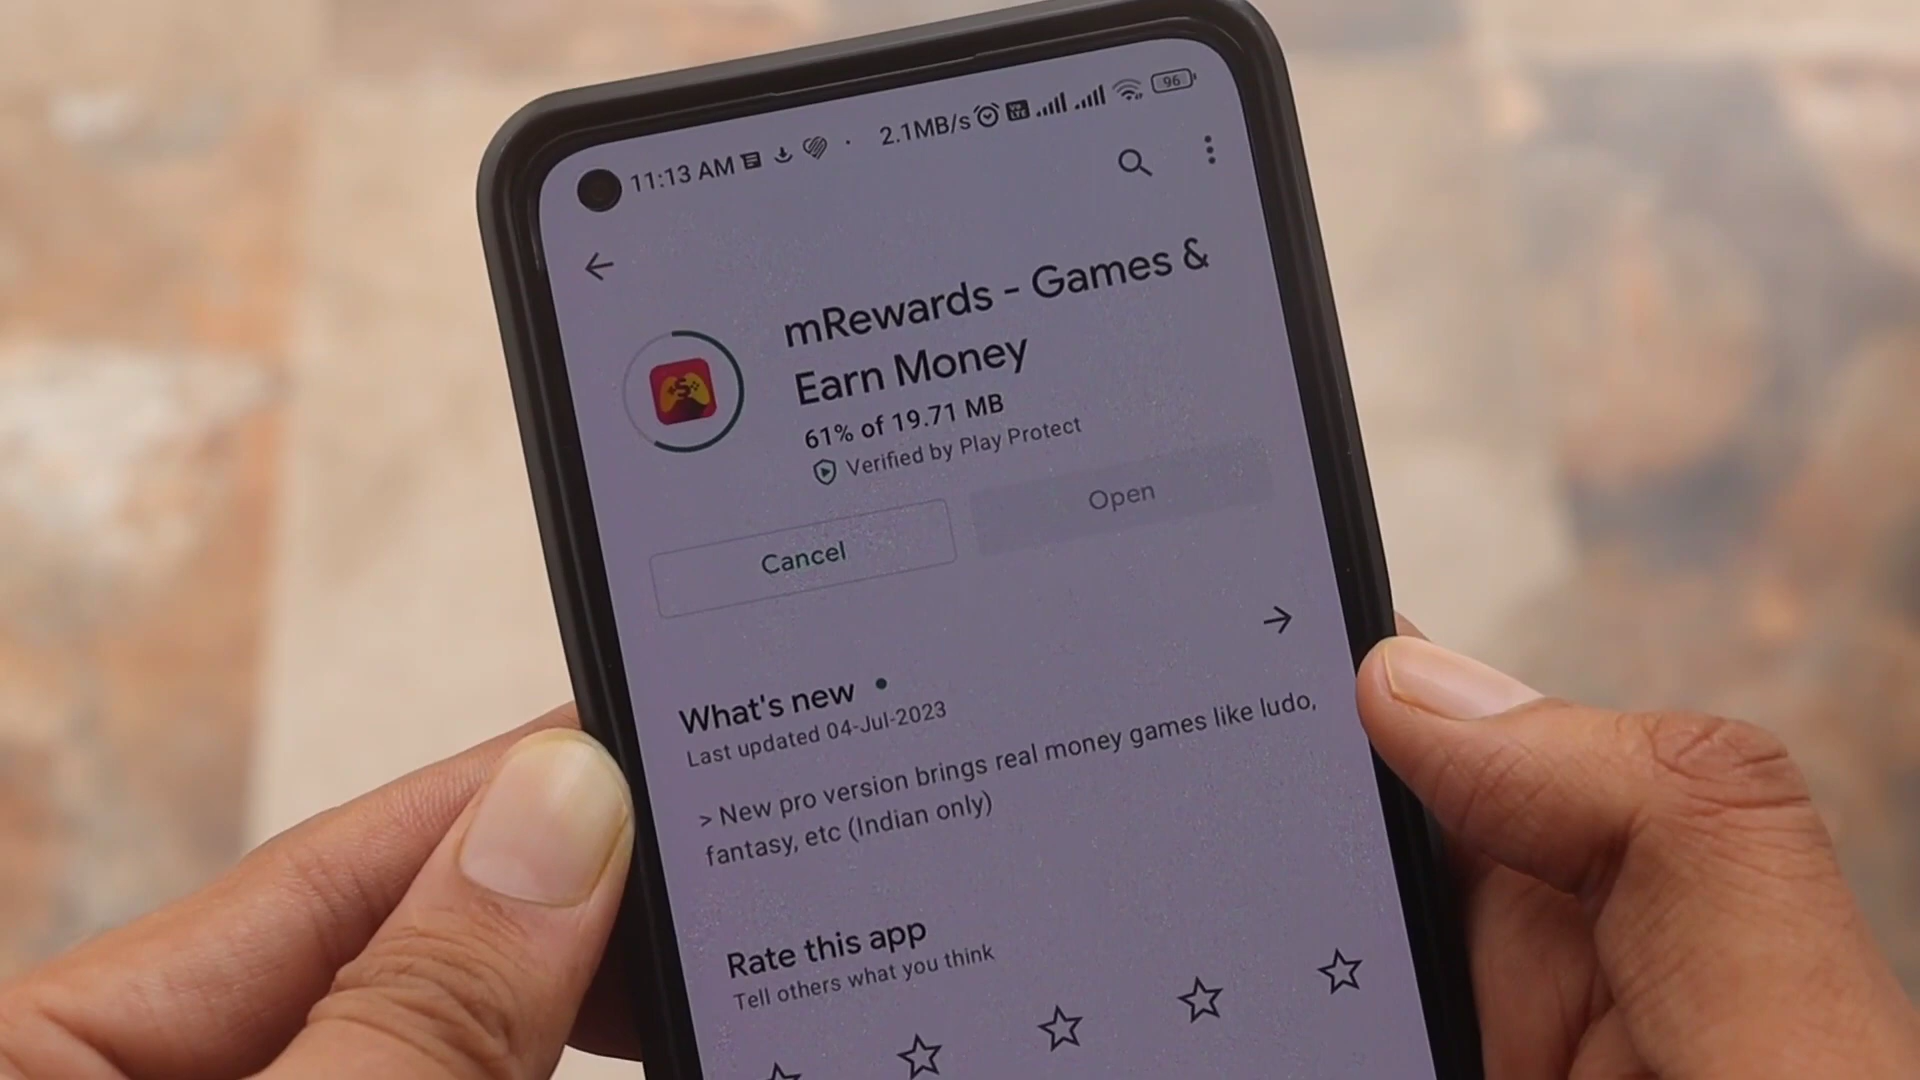 11:13 AM 2.1MB/s 96
mRewards - Games &
Earn Money
61% of 19.71 MB
Verified by Play Protect
Cancel
Open
What's new
Last updated 04-Jul-2023
> New pro version brings real money games like ludo,
fantasy, etc (Indian only)
Rate this app
Tell others what you think